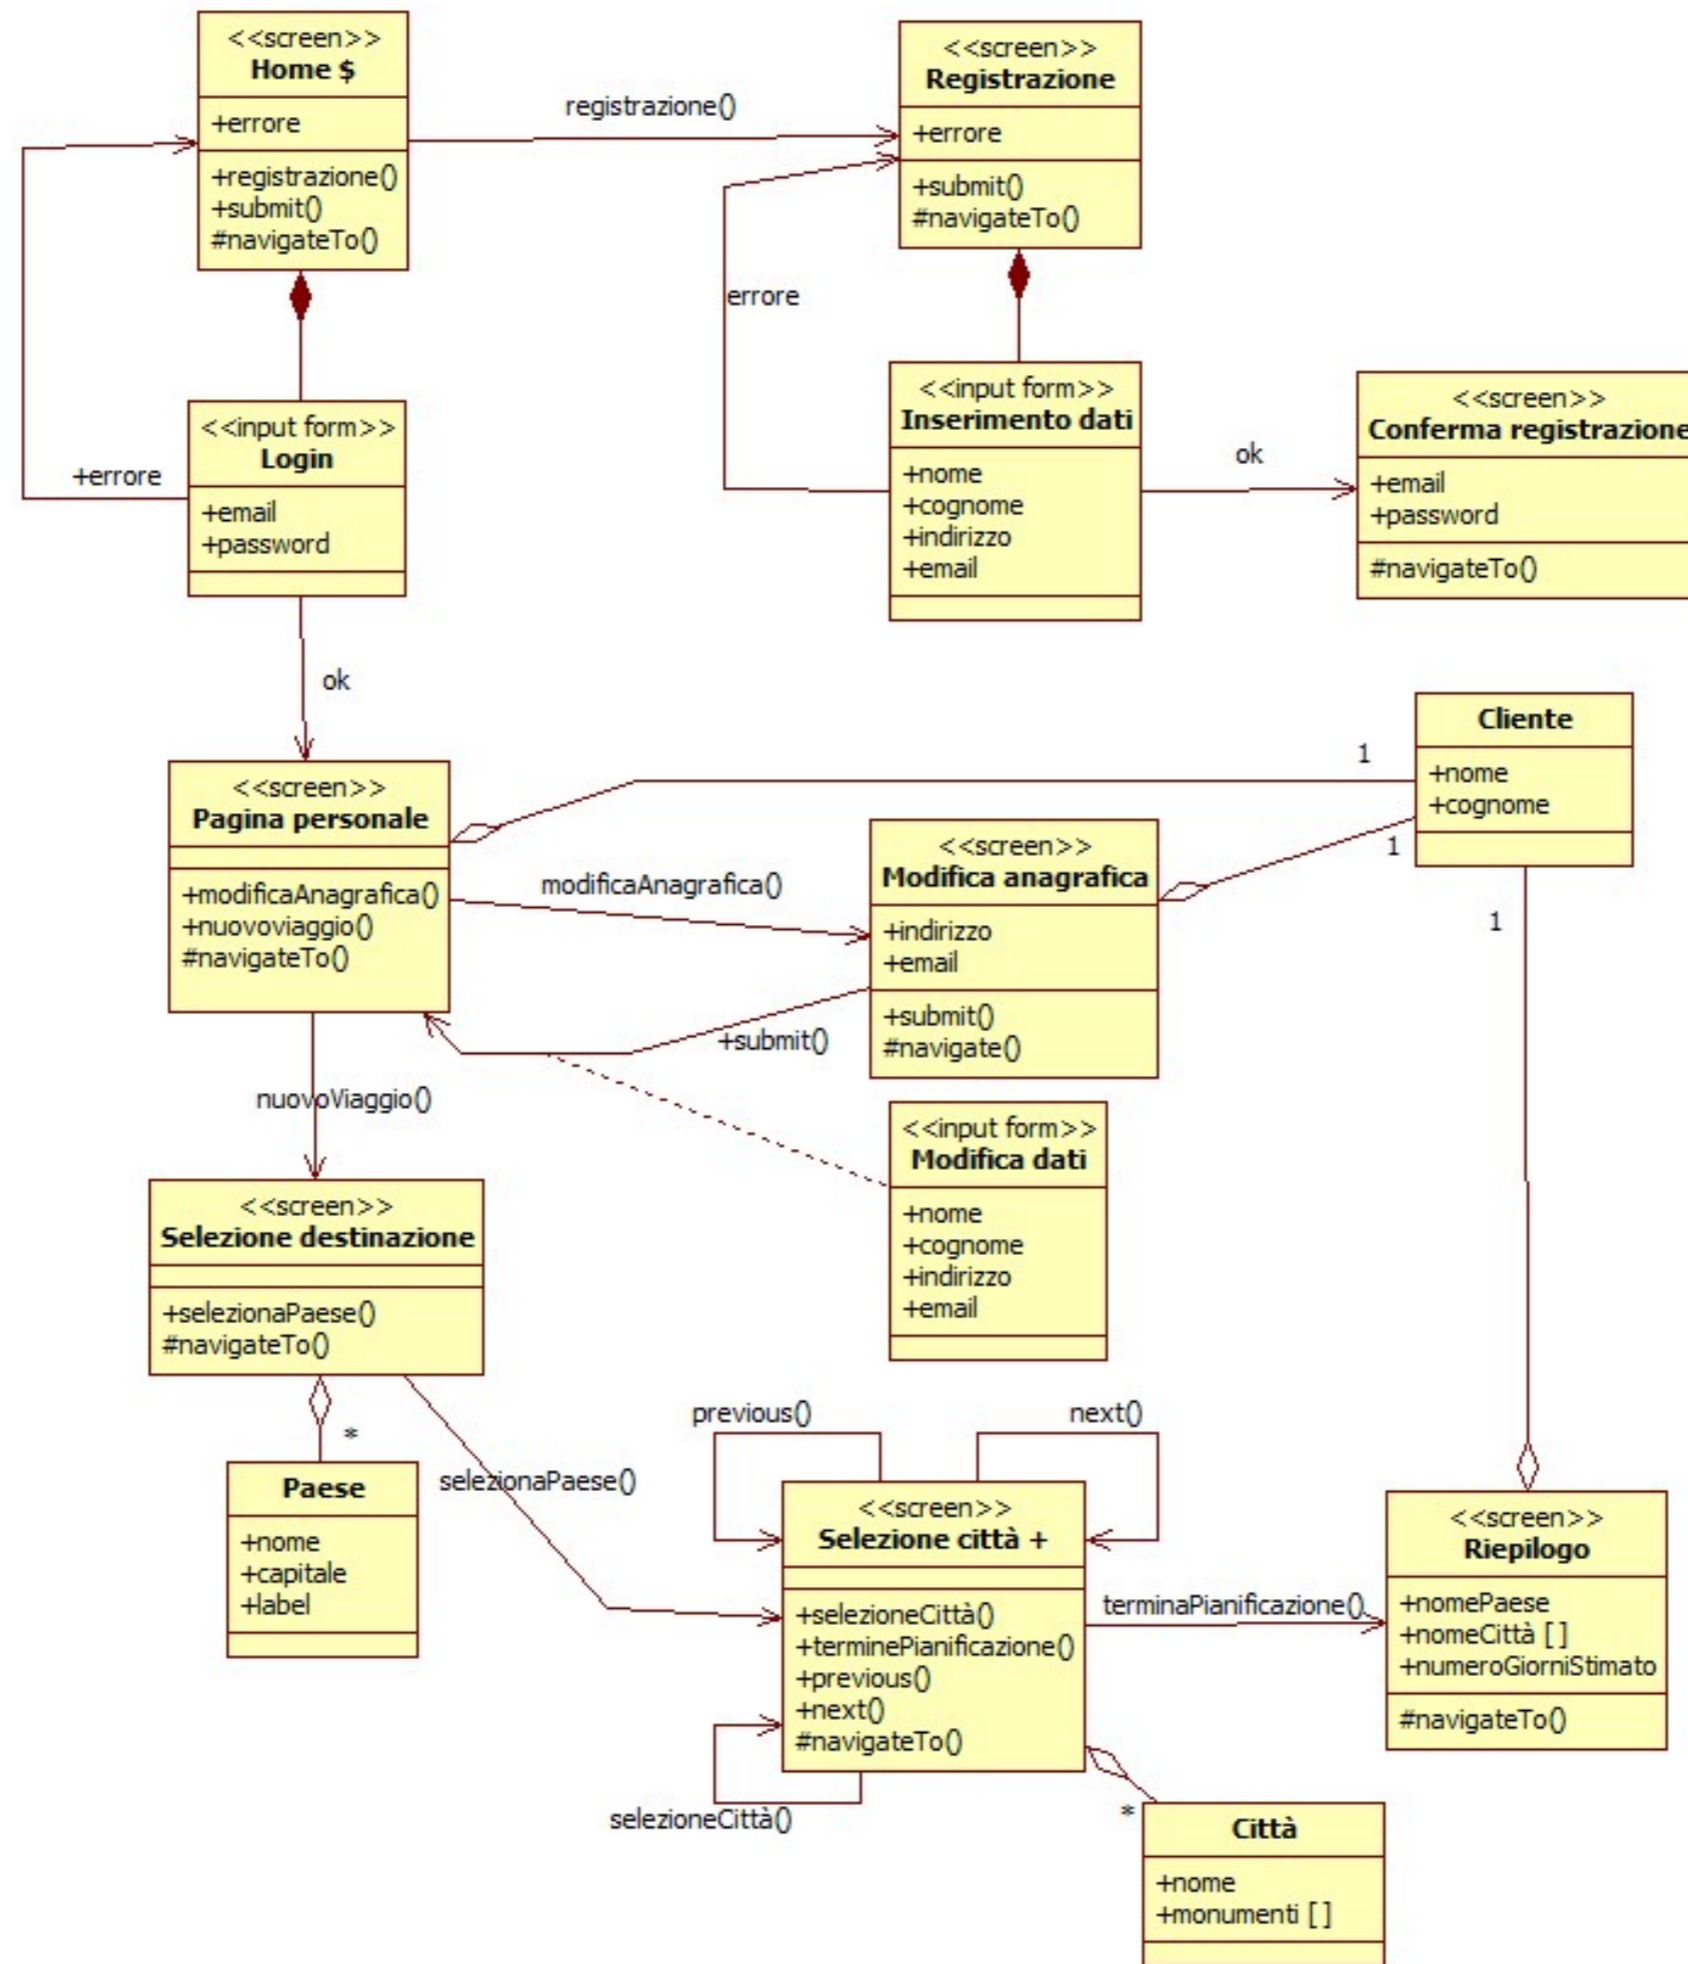 <<screen>>
Home $
+errore
+registrazione()
+submit()
#navigateTo()
registrazione()
<<screen>>
Registrazione
+errore
+submit()
#navigateTo()
errore
<<input form>>
Login
+email
+password
+errore
<<input form>>
Inserimento dati
+nome
+cognome
+indirizzo
+email
ok
<<screen>>
Conferma registrazione
+email
+password
#navigateTo()
ok
Cliente
+nome
+cognome
1
1
1
<<screen>>
Pagina personale
+modificaAnagrafica()
+nuovoviaggio()
#navigateTo()
modificaAnagrafica()
<<screen>>
Modifica anagrafica
+indirizzo
+email
+submit()
#navigate()
+submit()
nuovoViaggio()
<<input form>>
Modifica dati
+nome
+cognome
+indirizzo
+email
<<screen>>
Selezione destinazione
+selezionaPaese()
#navigateTo()
*
Paese
+nome
+capitale
+label
selezionaPaese()
previous()
next()
<<screen>>
Selezione città +
+selezioneCittà()
+terminePianificazione()
+previous()
+next()
#navigateTo()
selezioneCittà()
terminaPianificazione()
<<screen>>
Riepilogo
+nomePaese
+nomeCittà [ ]
+numeroGiorniStimato
#navigateTo()
*
Città
+nome
+monumenti [ ]